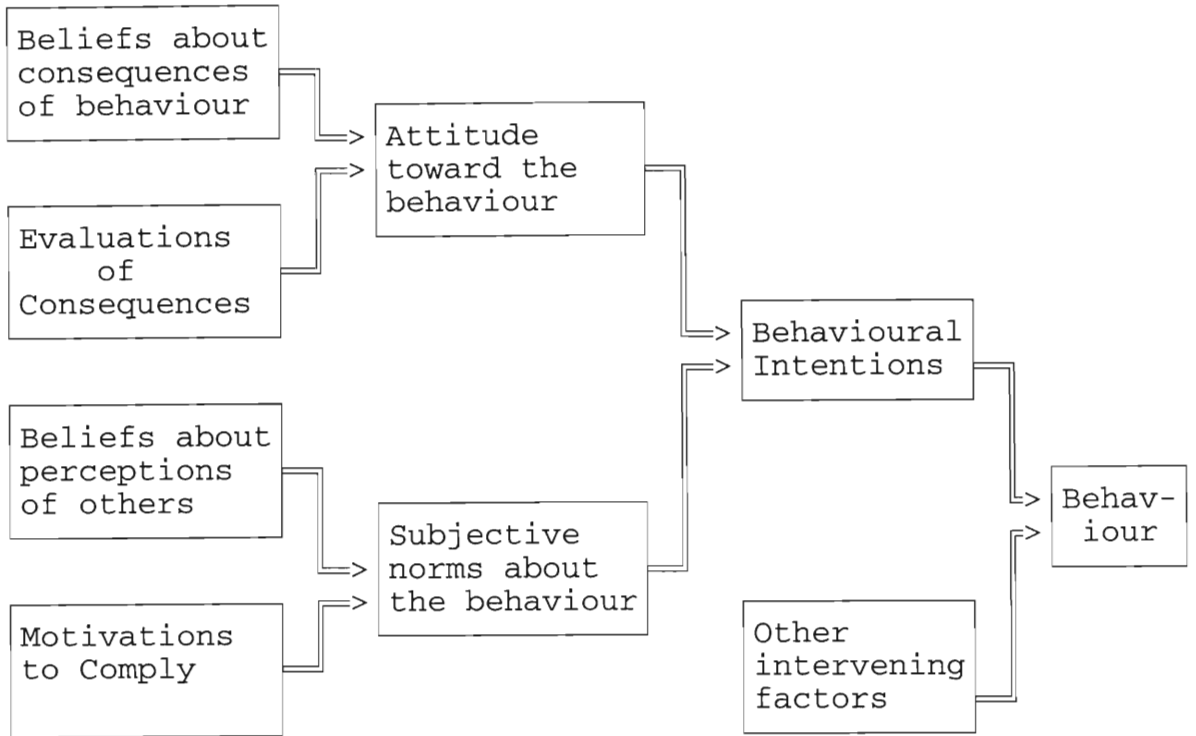 Beliefs about
consequences
of behaviour
Attitude
toward the
behaviour
Evaluations
of
Consequences
Behavioural
Intentions
Beliefs about
perceptions
of others
Behav-
iour
Subjective
norms about
the behaviour
Motivations
to Comply
Other
intervening
factors